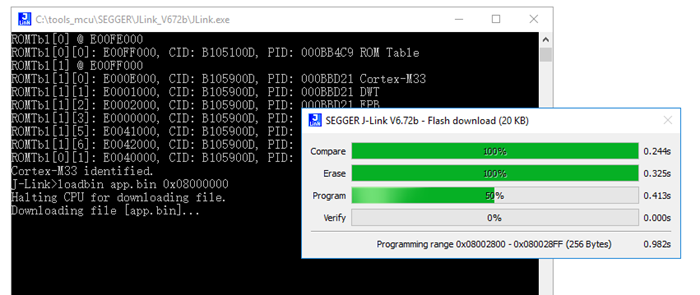 C:\tools_mcu\SEGGER\JLink_V672b\JLink.exe
ROMTbl[0] @ E00FE000
ROMTbl[0][0]: E00FF000, CID: B105100D, PID: 000BB4C9 ROM Table
ROMTbl[1] @ E00FF000
ROMTbl[1][0]: E000E000, CID: B105900D, PID: 000BBD21 Cortex-M33
ROMTbl[1][1]: E0001000, CID: B105900D, PID: 000BBD21 DWT
ROMTbl[1][2]: E0002000, CID: B105900D, PID: 000BBD21 FPB
ROMTbl[1][3]: E0000000, CID: B105900D, PID:
ROMTbl[1][5]: E0041000, CID: B105900D, PID:
ROMTbl[1][6]: E0042000, CID: B105900D, PID:
ROMTbl[0][1]: E0040000, CID: B105900D, PID:
Cortex-M33 identified.
J-Link>loadbin app.bin 0x08000000
Halting CPU for downloading file.
Downloading file [app.bin]...
SEGGER J-Link V6.72b - Flash download (20 KB)
Compare 100% 0.244s
Erase 100% 0.325s
Program 50% 0.413s
Verify 0% 0.000s
Programming range 0x08002800 - 0x080028FF (256 Bytes) 0.982s